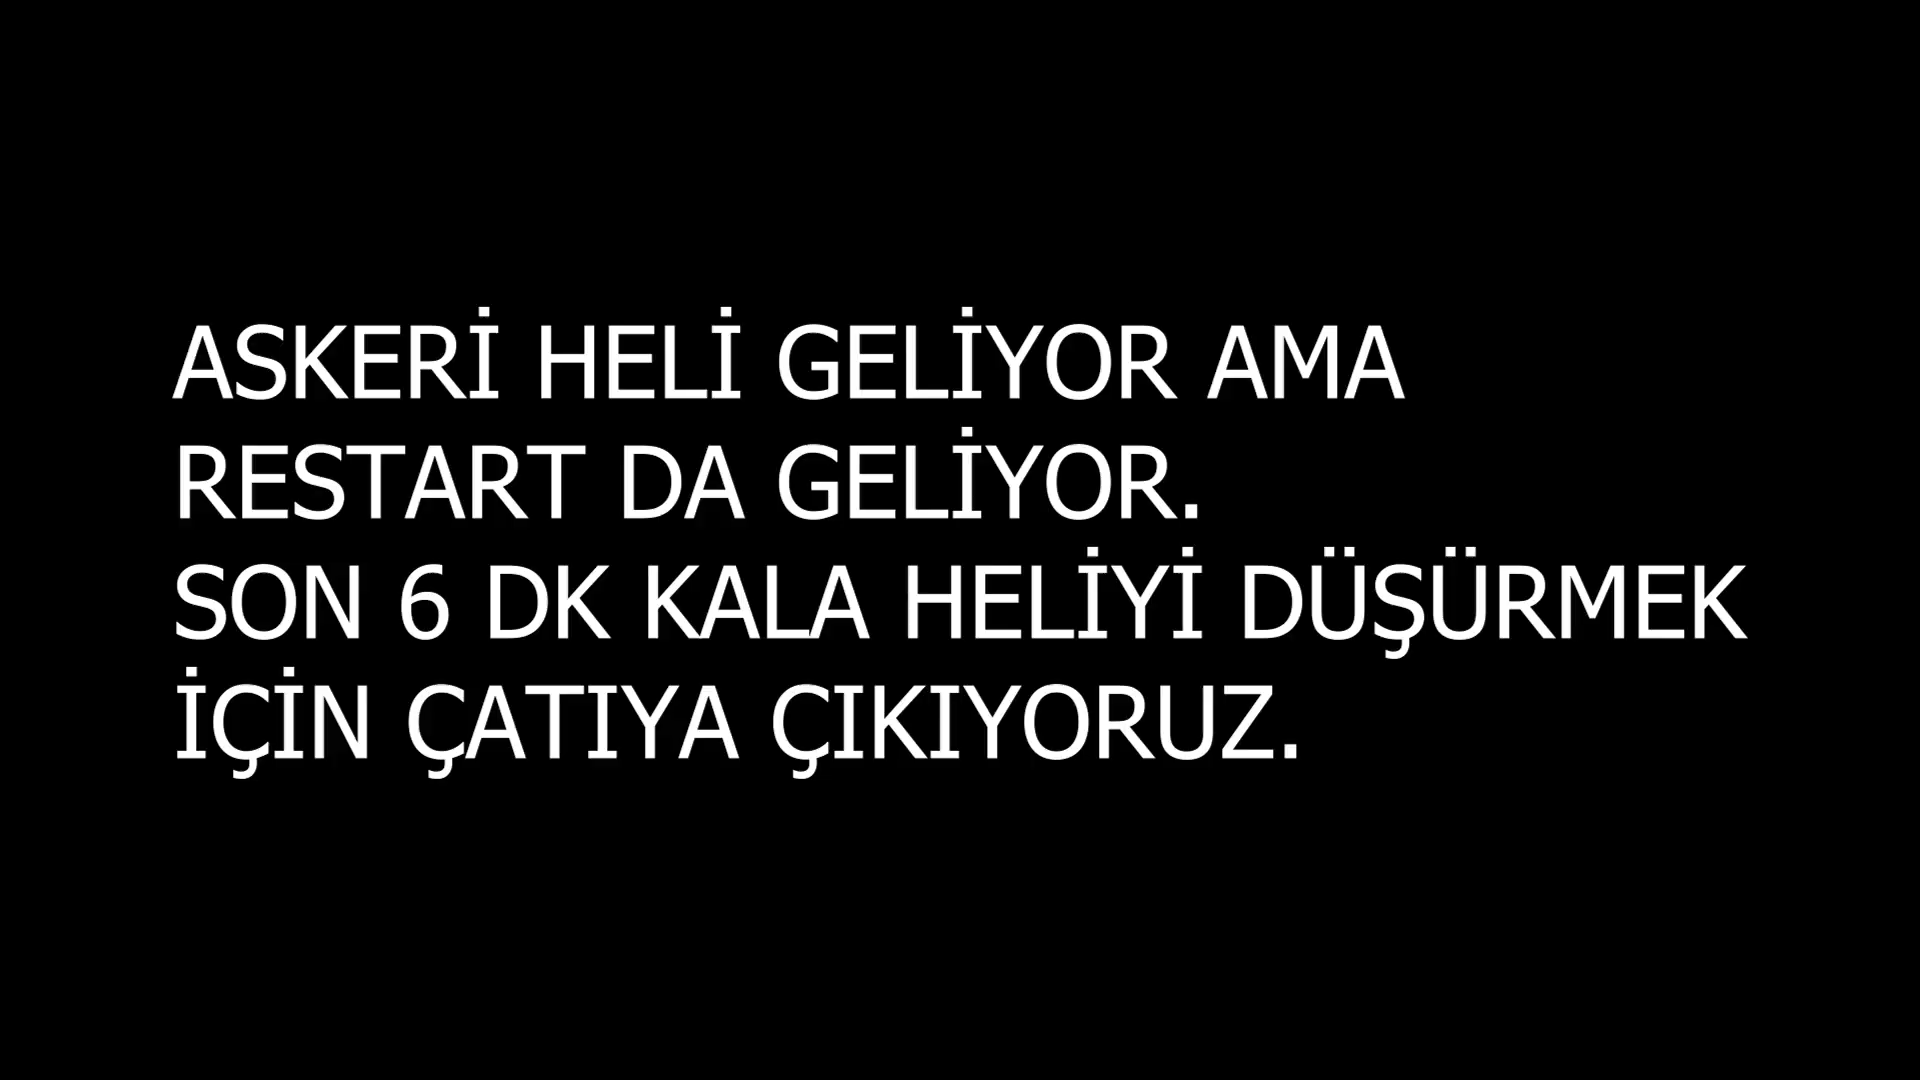 ASKERİ HELİ GELİYOR AMA
RESTART DA GELİYOR.
SON 6 DK KALA HELİYİ DÜŞÜRMEK
İÇİN ÇATIYA ÇIKIYORUZ.